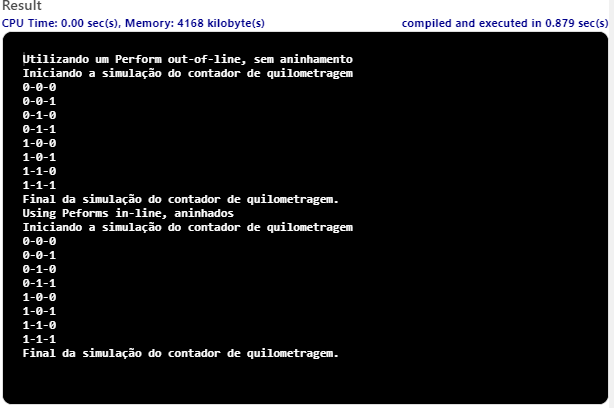 Result
CPU Time: 0.00 sec(s), Memory: 4168 kilobyte(s) compiled and executed in 0.879 sec(s)
Utilizando um Perform out-of-line, sem aninhamento
Iniciando a simulação do contador de quilometragem
0-0-0
0-0-1
0-1-0
0-1-1
1-0-0
1-0-1
1-1-0
1-1-1
Final da simulação do contador de quilometragem.
Using Peforms in-line, aninhados
Iniciando a simulação do contador de quilometragem
0-0-0
0-0-1
0-1-0
0-1-1
1-0-0
1-0-1
1-1-0
1-1-1
Final da simulação do contador de quilometragem.